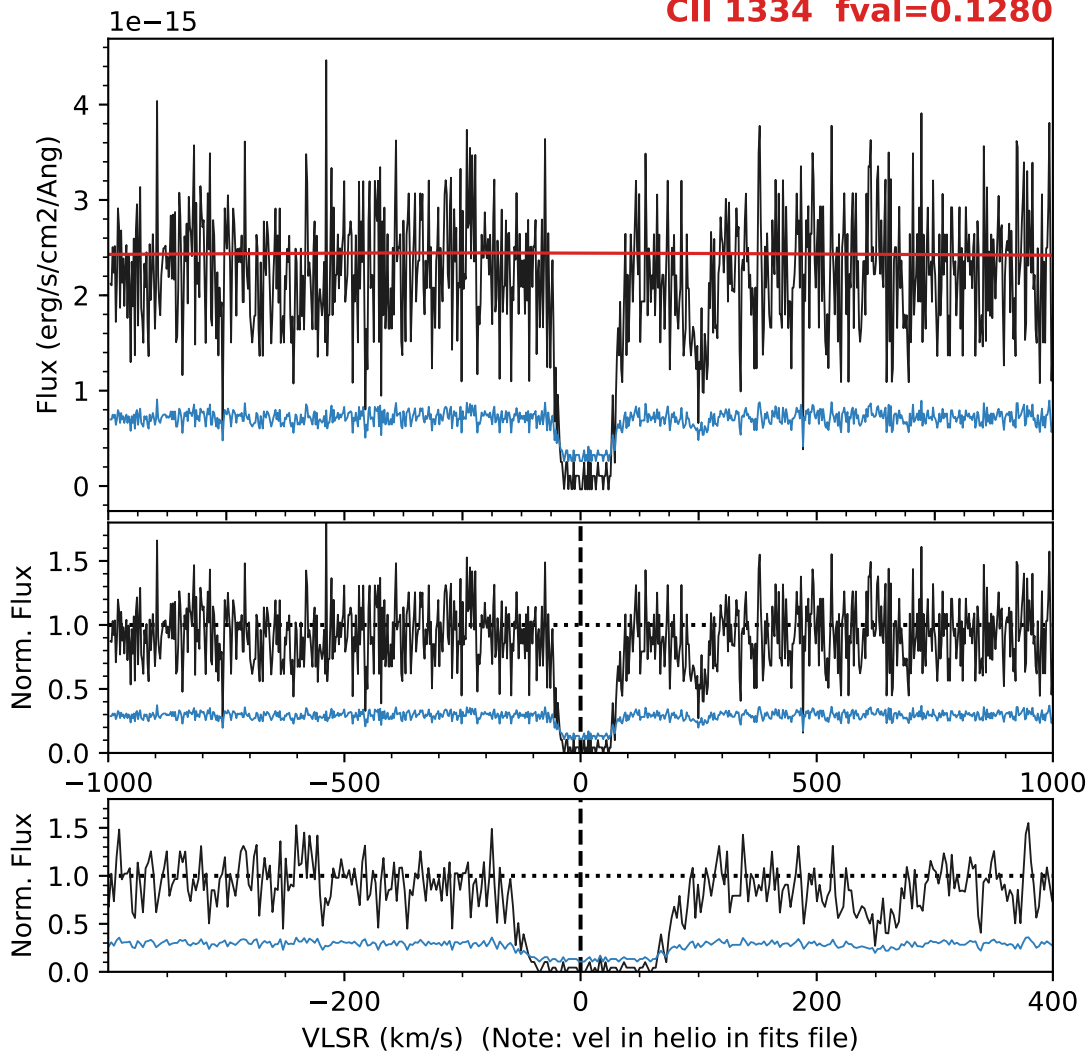 1e−15
CII 1334 fval=0.1280
Flux (erg/s/cm2/Ang)
4
3
2
1
0
Norm. Flux
1.5
1.0
0.5
0.0
−1000 −500 0 500 1000
Norm. Flux
1.5
1.0
0.5
0.0
−200 0 200 400
VLSR (km/s) (Note: vel in helio in fits file)